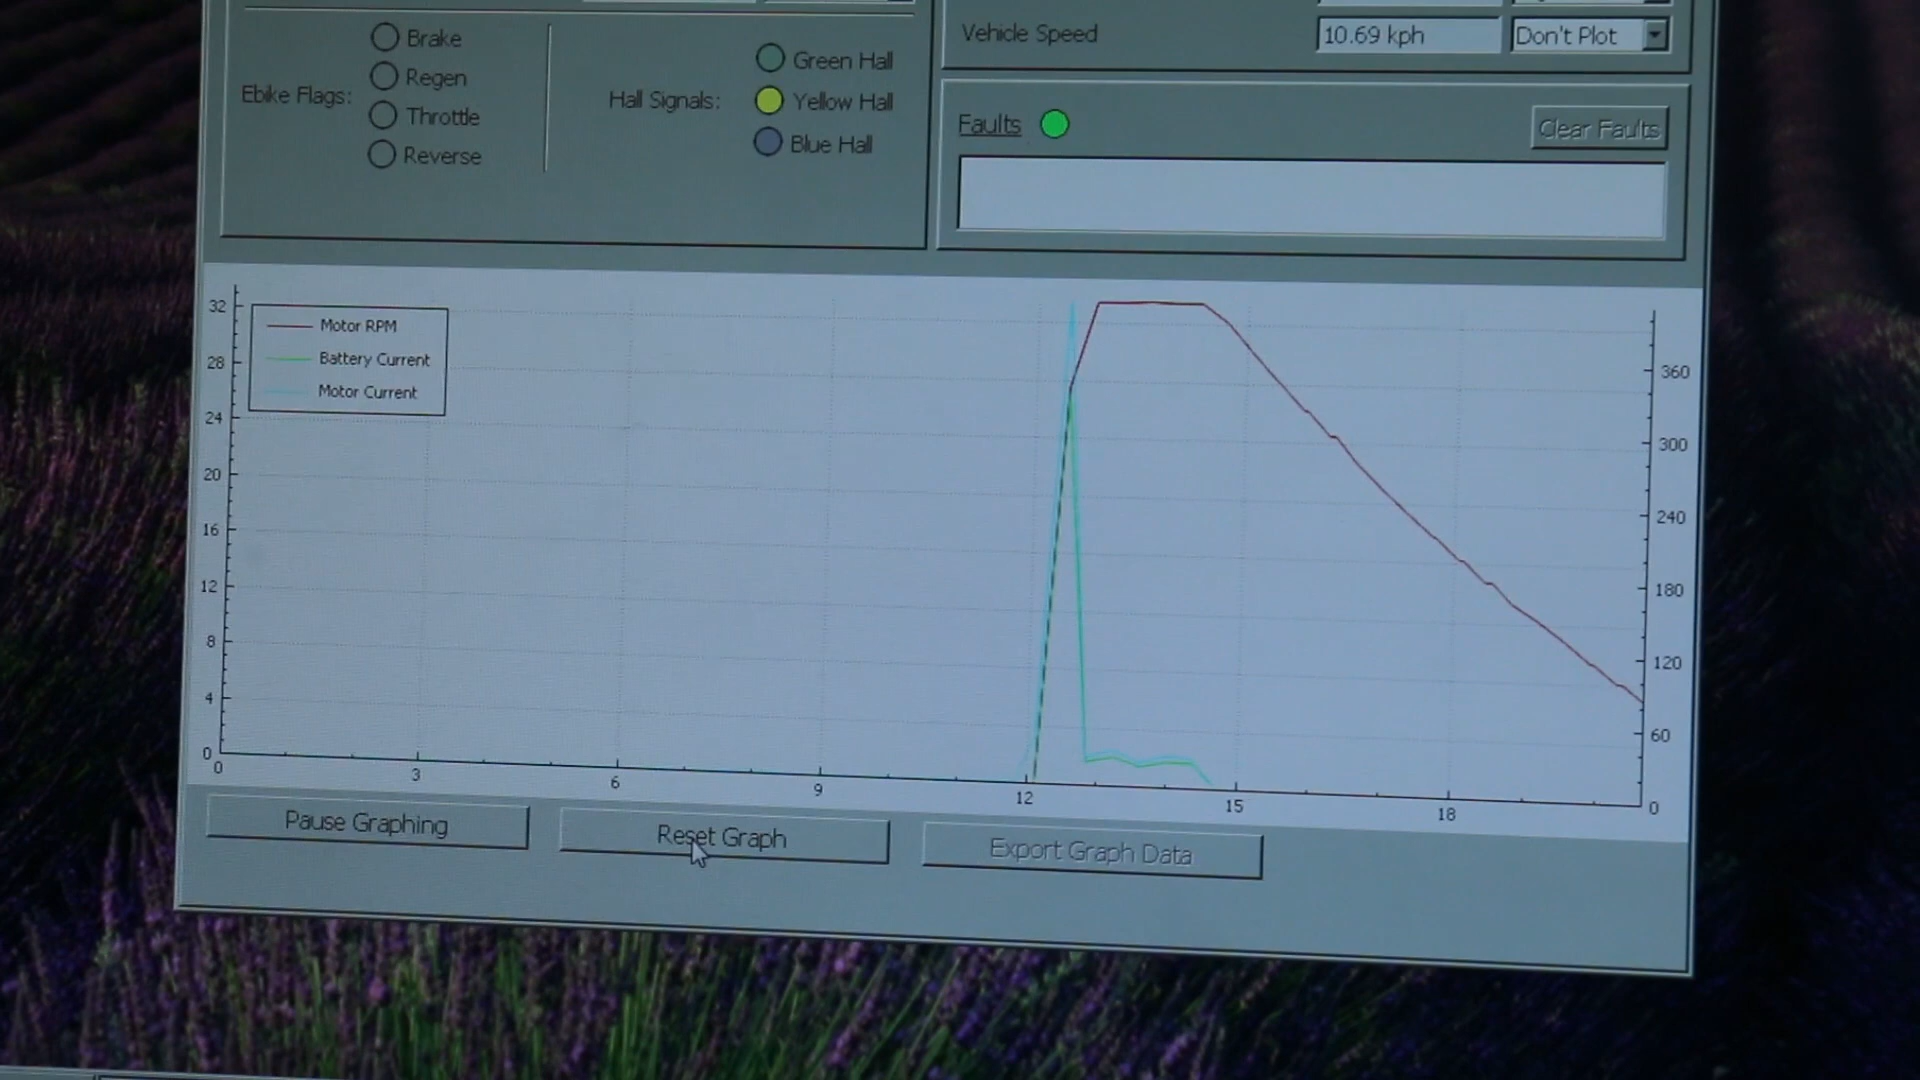 Vehicle Speed 10.69 kph Don't Plot
Ebike Flags:
Brake
Regen
Throttle
Reverse
Hall Signals:
Green Hall
Yellow Hall
Blue Hall
Faults Clear Faults
32
28
24
20
16
12
8
4
0
Motor RPM
Battery Current
Motor Current
360
300
240
180
120
60
0
0 3 6 9 12 15 18
Pause Graphing Reset Graph Export Graph Data